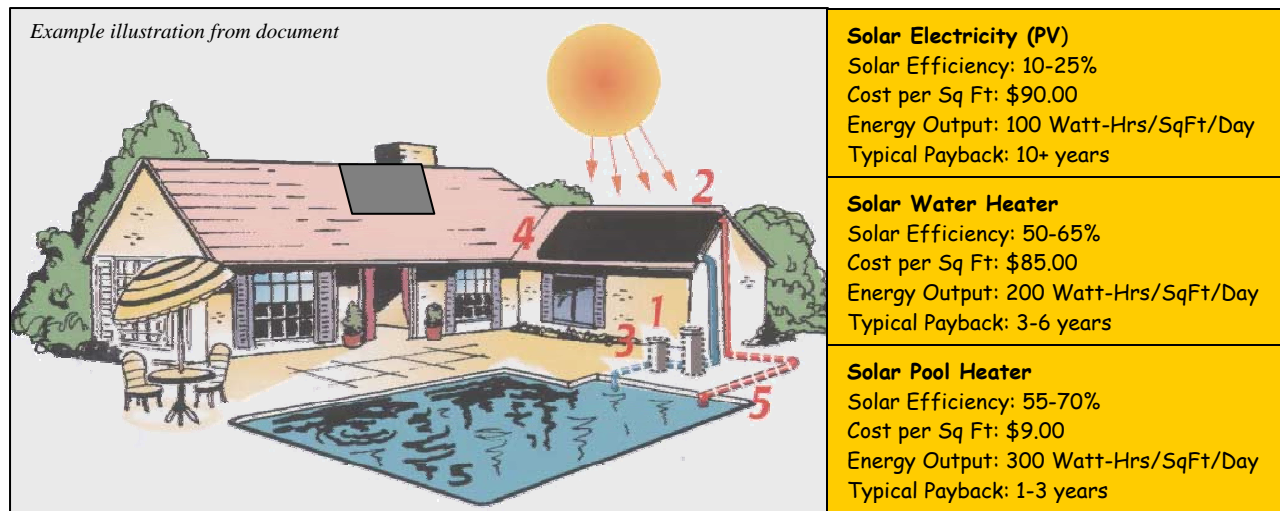 Example illustration from document
2
4
1
3
5
Solar Electricity (PV)
Solar Efficiency: 10-25%
Cost per Sq Ft: $90.00
Energy Output: 100 Watt-Hrs/SqFt/Day
Typical Payback: 10+ years
Solar Water Heater
Solar Efficiency: 50-65%
Cost per Sq Ft: $85.00
Energy Output: 200 Watt-Hrs/SqFt/Day
Typical Payback: 3-6 years
Solar Pool Heater
Solar Efficiency: 55-70%
Cost per Sq Ft: $9.00
Energy Output: 300 Watt-Hrs/SqFt/Day
Typical Payback: 1-3 years